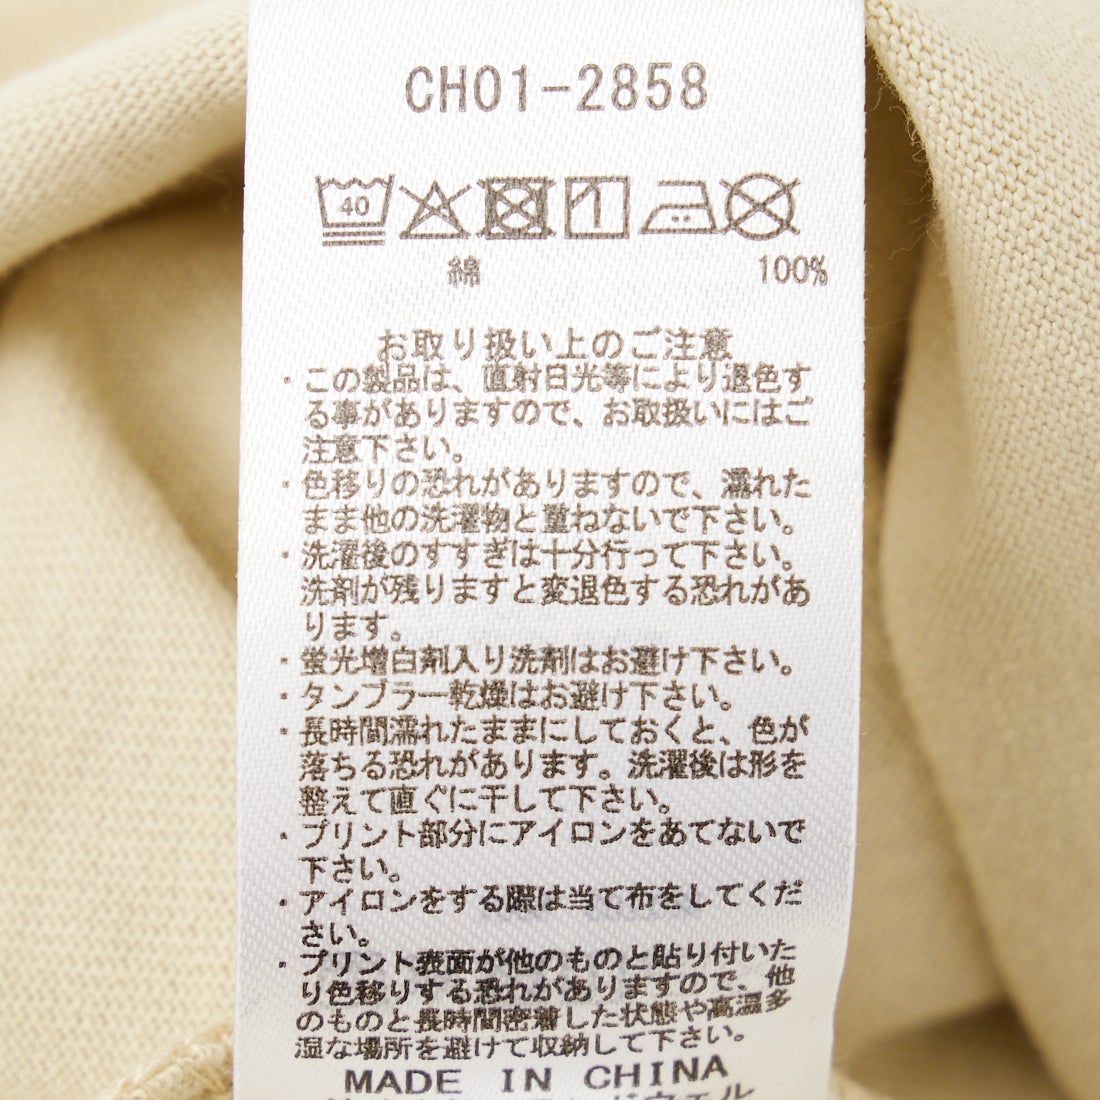 CH01-2858
40
綿 100%
お取り扱い上のご注意
・この製品は、直射日光等により退色す
る事がありますので、お取扱いにはご
注意下さい。
・色移りの恐れがありますので、濡れた
まま他の洗濯物と重ねないで下さい。
・洗濯後のすすぎは十分行って下さい。
洗剤が残りますと変退色する恐れがあ
ります。
・蛍光増白剤入り洗剤はお避け下さい。
・タンブラー乾燥はお避け下さい。
・長時間濡れたままにしておくと、色が
落ちる恐れがあります。洗濯後は形を
整えて直ぐに干して下さい。
・プリント部分にアイロンをあてないで
下さい。
・アイロンをする際は当て布をしてくだ
さい。
・プリント表面が他のものと貼り付いた
り色移りする恐れがありますので、他
のものと長時間密着した状態や高温多
湿な場所を避けて収納して下さい。
MADE IN CHINA